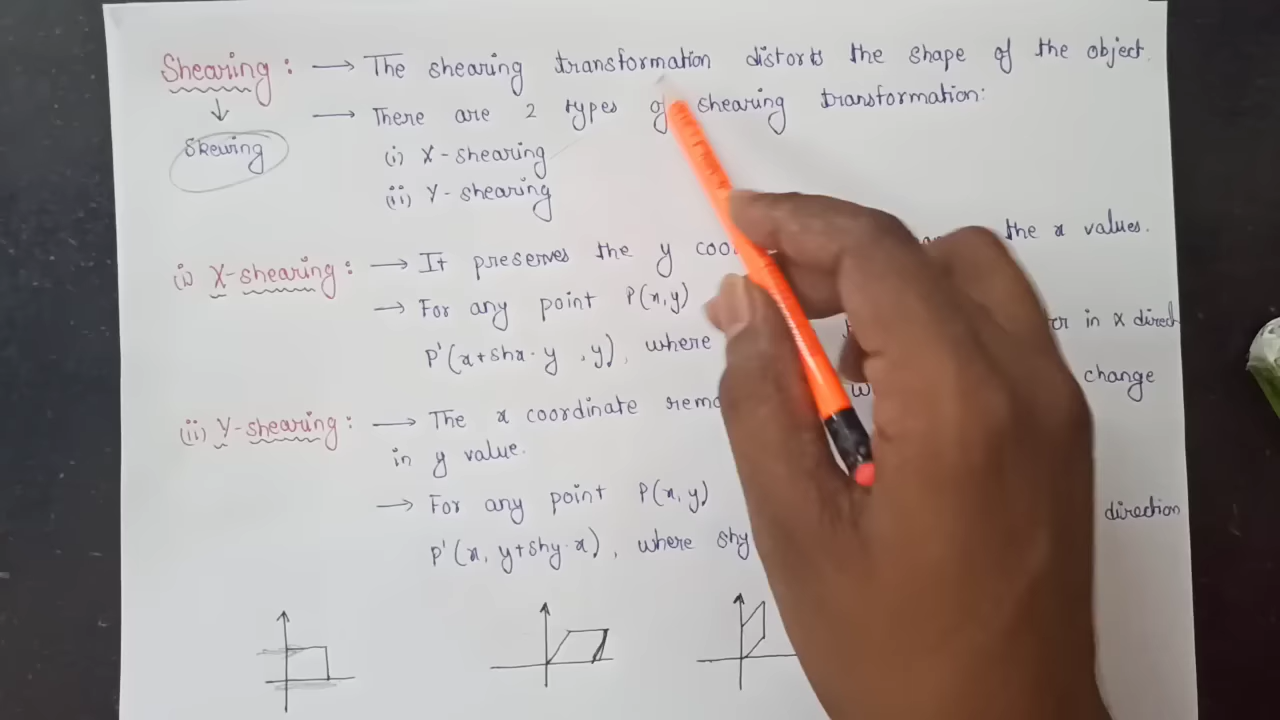 Shearing : → The shearing transformation distorts the shape of the object.
↓ → There are 2 types of shearing transformation:
Skewing
(i) X-shearing
(ii) Y-shearing
(i) X-shearing : → It preserves the y the x values.
→ For any point P(x,y) in x direct
P'(x+shx·y , y), where
(ii) Y-shearing : → The x coordinate change
in y value.
→ For any point P(x,y) direction
P'(x, y+shy·x), where shy